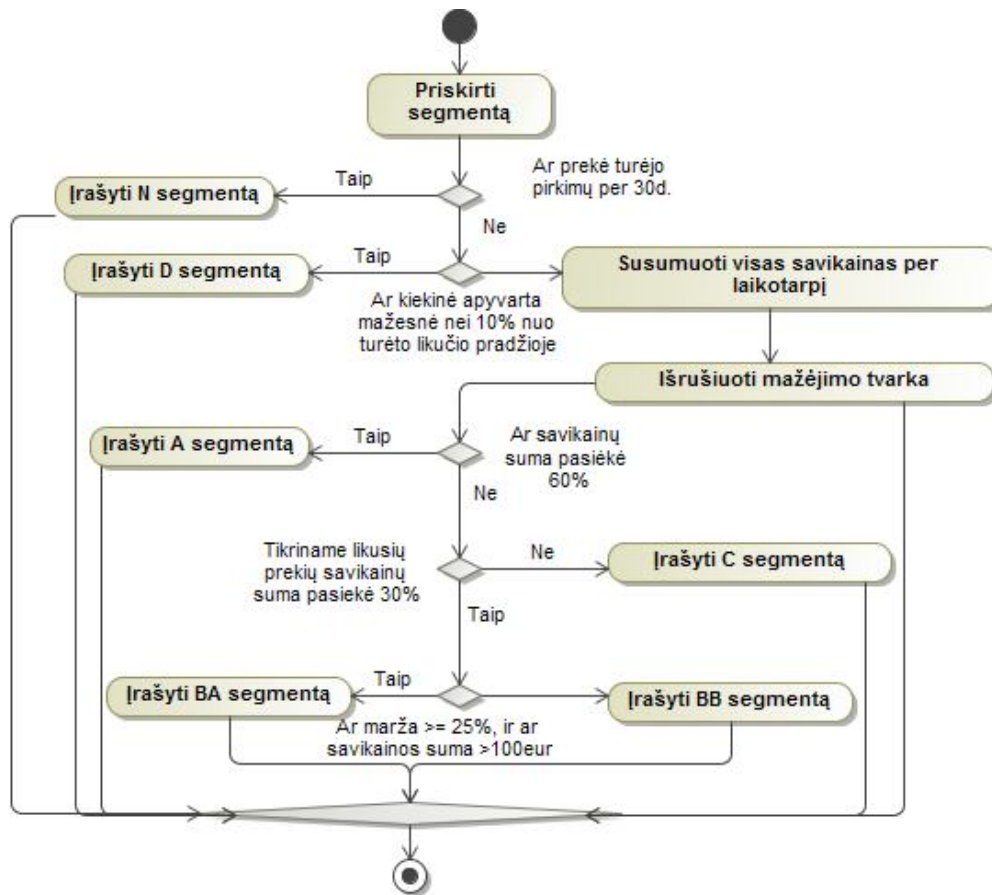 Priskirti
segmentą
Ar prekė turėjo
pirkimų per 30d.
Taip
Įrašyti N segmentą
Ne
Taip
Įrašyti D segmentą
Susumuoti visas savikainas per
laikotarpį
Ar kiekinė apyvarta
mažesnė nei 10% nuo
turėto likučio pradžioje
Išrušiuoti mažėjimo tvarka
Taip
Įrašyti A segmentą
Ar savikainų
suma pasiėkė
60%
Ne
Tikriname likusių
prekių savikainų
suma pasiekė 30%
Ne
Įrašyti C segmentą
Taip
Taip
Įrašyti BA segmentą
Įrašyti BB segmentą
Ar marža >= 25%, ir ar
savikainos suma >100eur